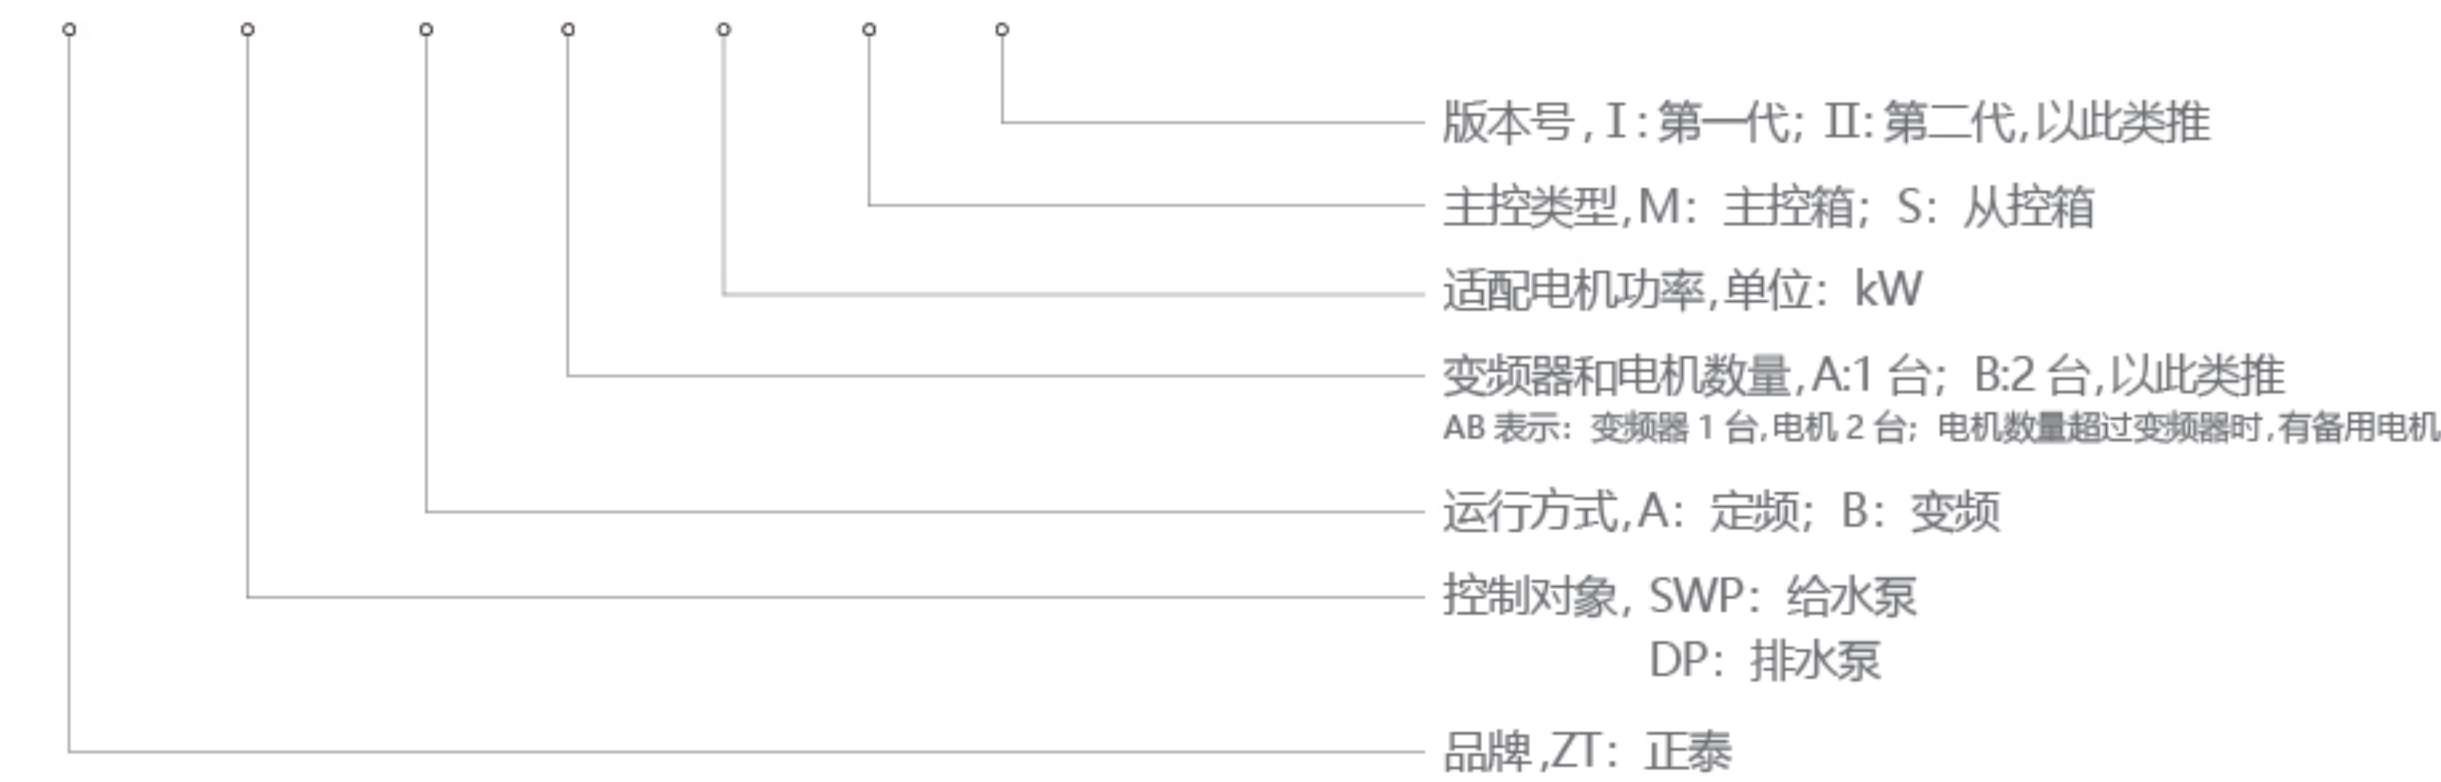 版本号, I : 第一代; II: 第二代,以此类推
主控类型,M: 主控箱; S: 从控箱
适配电机功率,单位: kW
变频器和电机数量,A:1 台; B:2 台,以此类推
AB 表示: 变频器 1 台,电机 2 台; 电机数量超过变频器时,有备用电机
运行方式,A: 定频; B: 变频
控制对象, SWP: 给水泵
DP: 排水泵
品牌,ZT: 正泰